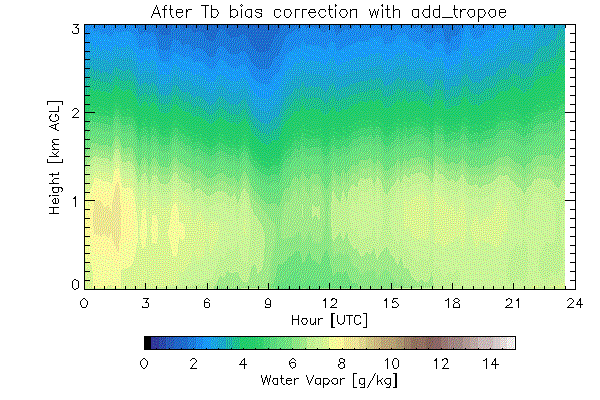 After Tb bias correction with add_tropoe
3
2
1
0
Height [km AGL]
0 3 6 9 12 15 18 21 24
Hour [UTC]
0 2 4 6 8 10 12 14
Water Vapor [g/kg]